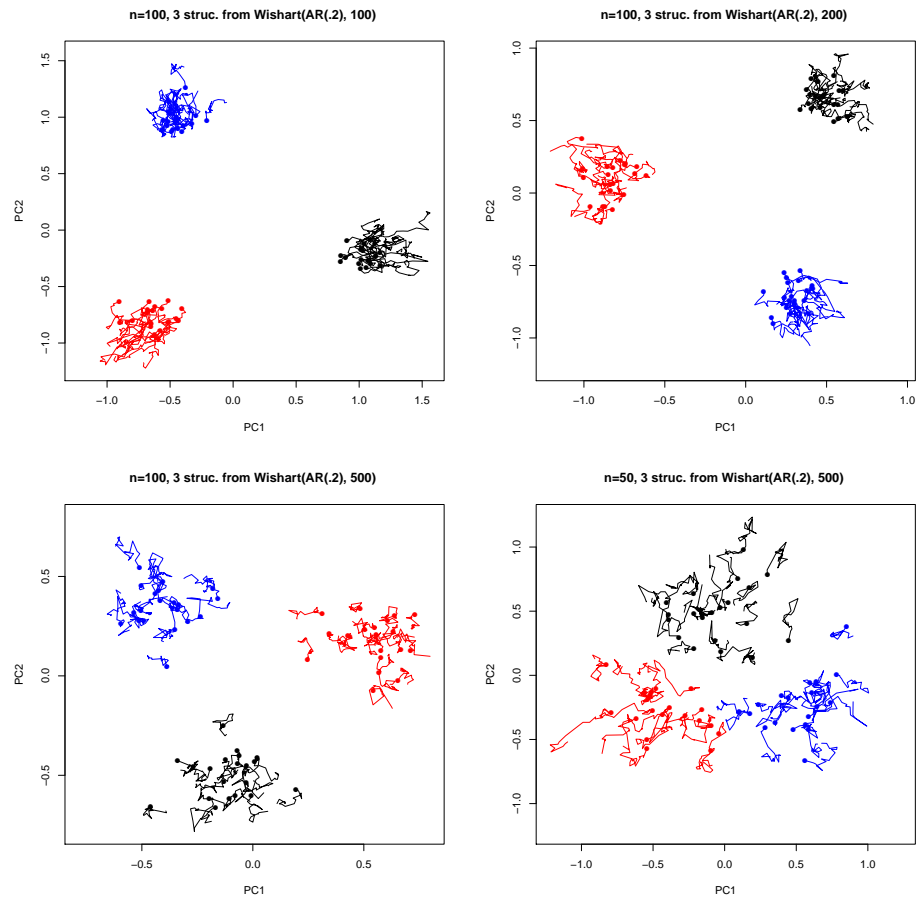 n=100, 3 struc. from Wishart(AR(.2), 100)
PC2
1.5
1.0
0.5
0.0
−0.5
−1.0
−1.0 −0.5 0.0 0.5 1.0 1.5
PC1
n=100, 3 struc. from Wishart(AR(.2), 200)
PC2
1.0
0.5
0.0
−0.5
−1.0
−1.0 −0.5 0.0 0.5 1.0
PC1
n=100, 3 struc. from Wishart(AR(.2), 500)
PC2
0.5
0.0
−0.5
−0.5 0.0 0.5
PC1
n=50, 3 struc. from Wishart(AR(.2), 500)
PC2
1.0
0.5
0.0
−0.5
−1.0
−1.0 −0.5 0.0 0.5 1.0
PC1